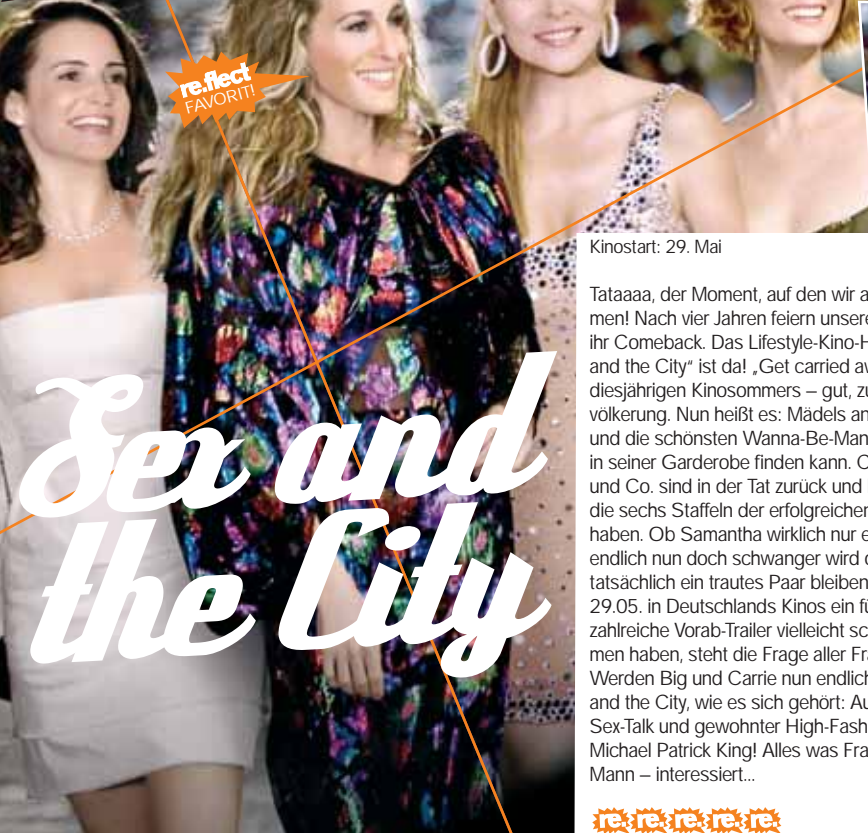 re.flect
FAVORIT!
Sex and
the City
Kinostart: 29. Mai
Tataaaa, der Moment, auf den wir a
men! Nach vier Jahren feiern unsere
ihr Comeback. Das Lifestyle-Kino-H
and the City“ ist da! „Get carried aw
diesjährigen Kinosommers – gut, zu
völkerung. Nun heißt es: Mädels an
und die schönsten Wanna-Be-Man
in seiner Garderobe finden kann. C
und Co. sind in der Tat zurück und
die sechs Staffeln der erfolgreichen
haben. Ob Samantha wirklich nur e
endlich nun doch schwanger wird o
tatsächlich ein trautes Paar bleiben
29.05. in Deutschlands Kinos ein fü
zahlreiche Vorab-Trailer vielleicht sc
men haben, steht die Frage aller Fra
Werden Big und Carrie nun endlich
and the City, wie es sich gehört: Au
Sex-Talk und gewohnter High-Fash
Michael Patrick King! Alles was Fra
Mann – interessiert...
re. re. re. re. re.